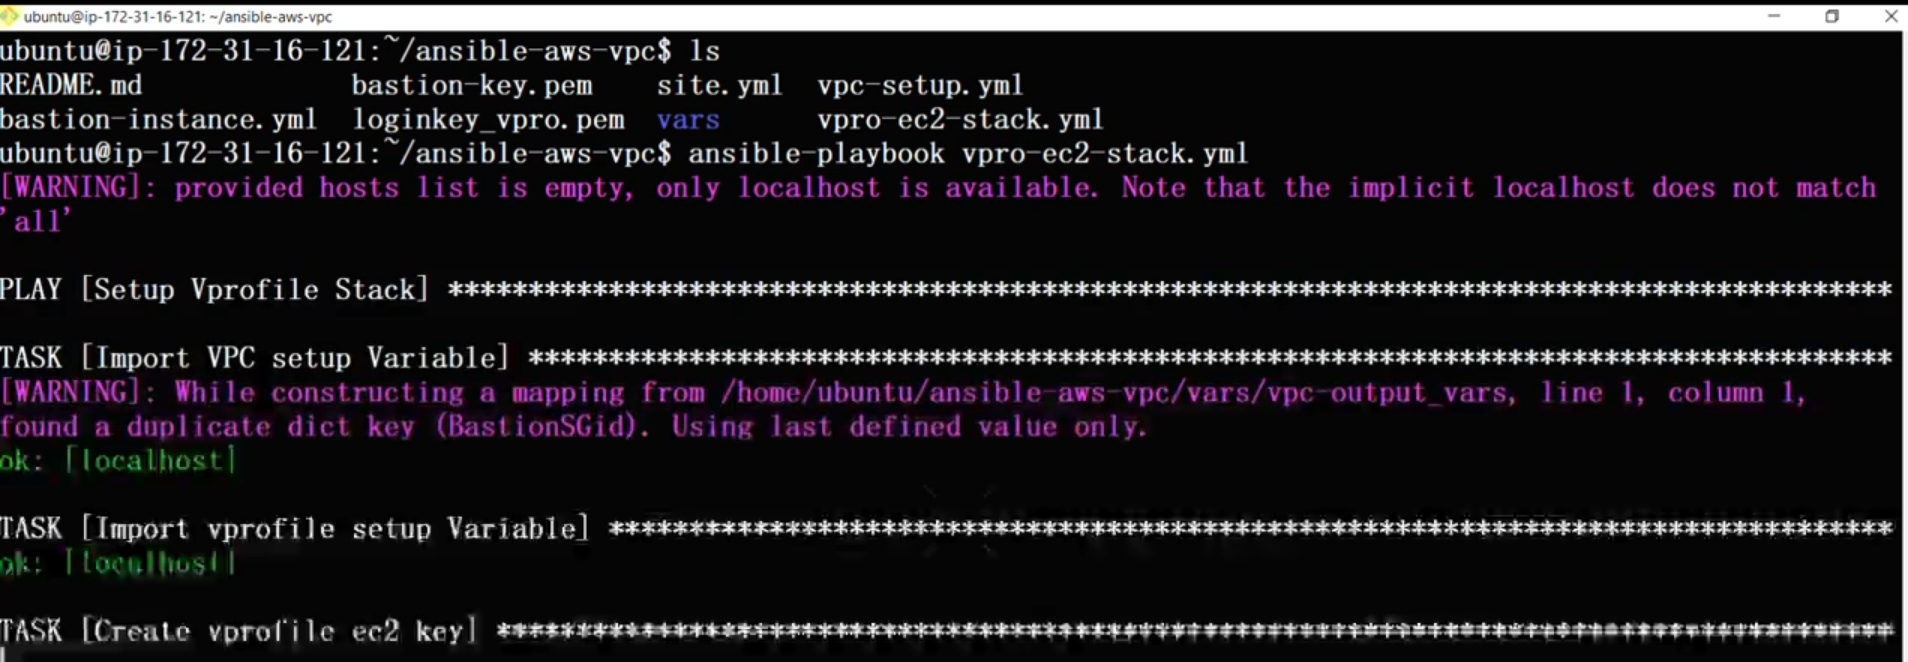 ubuntu@ip-172-31-16-121: ~/ansible-aws-vpc
ubuntu@ip-172-31-16-121:~/ansible-aws-vpc$ ls
README.md bastion-key.pem site.yml vpc-setup.yml
bastion-instance.yml loginkey_vpro.pem vars vpro-ec2-stack.yml
ubuntu@ip-172-31-16-121:~/ansible-aws-vpc$ ansible-playbook vpro-ec2-stack.yml
[WARNING]: provided hosts list is empty, only localhost is available. Note that the implicit localhost does not match
'all'
PLAY [Setup Vprofile Stack] ******************************************************************************************
TASK [Import VPC setup Variable] *************************************************************************************
[WARNING]: While constructing a mapping from /home/ubuntu/ansible-aws-vpc/vars/vpc-output_vars, line 1, column 1,
found a duplicate dict key (BastionSGid). Using last defined value only.
ok: [localhost]
TASK [Import vprofile setup Variable] ********************************************************************************
ok: [localhost]
TASK [Create vprofile ec2 key] ***************************************************************************************